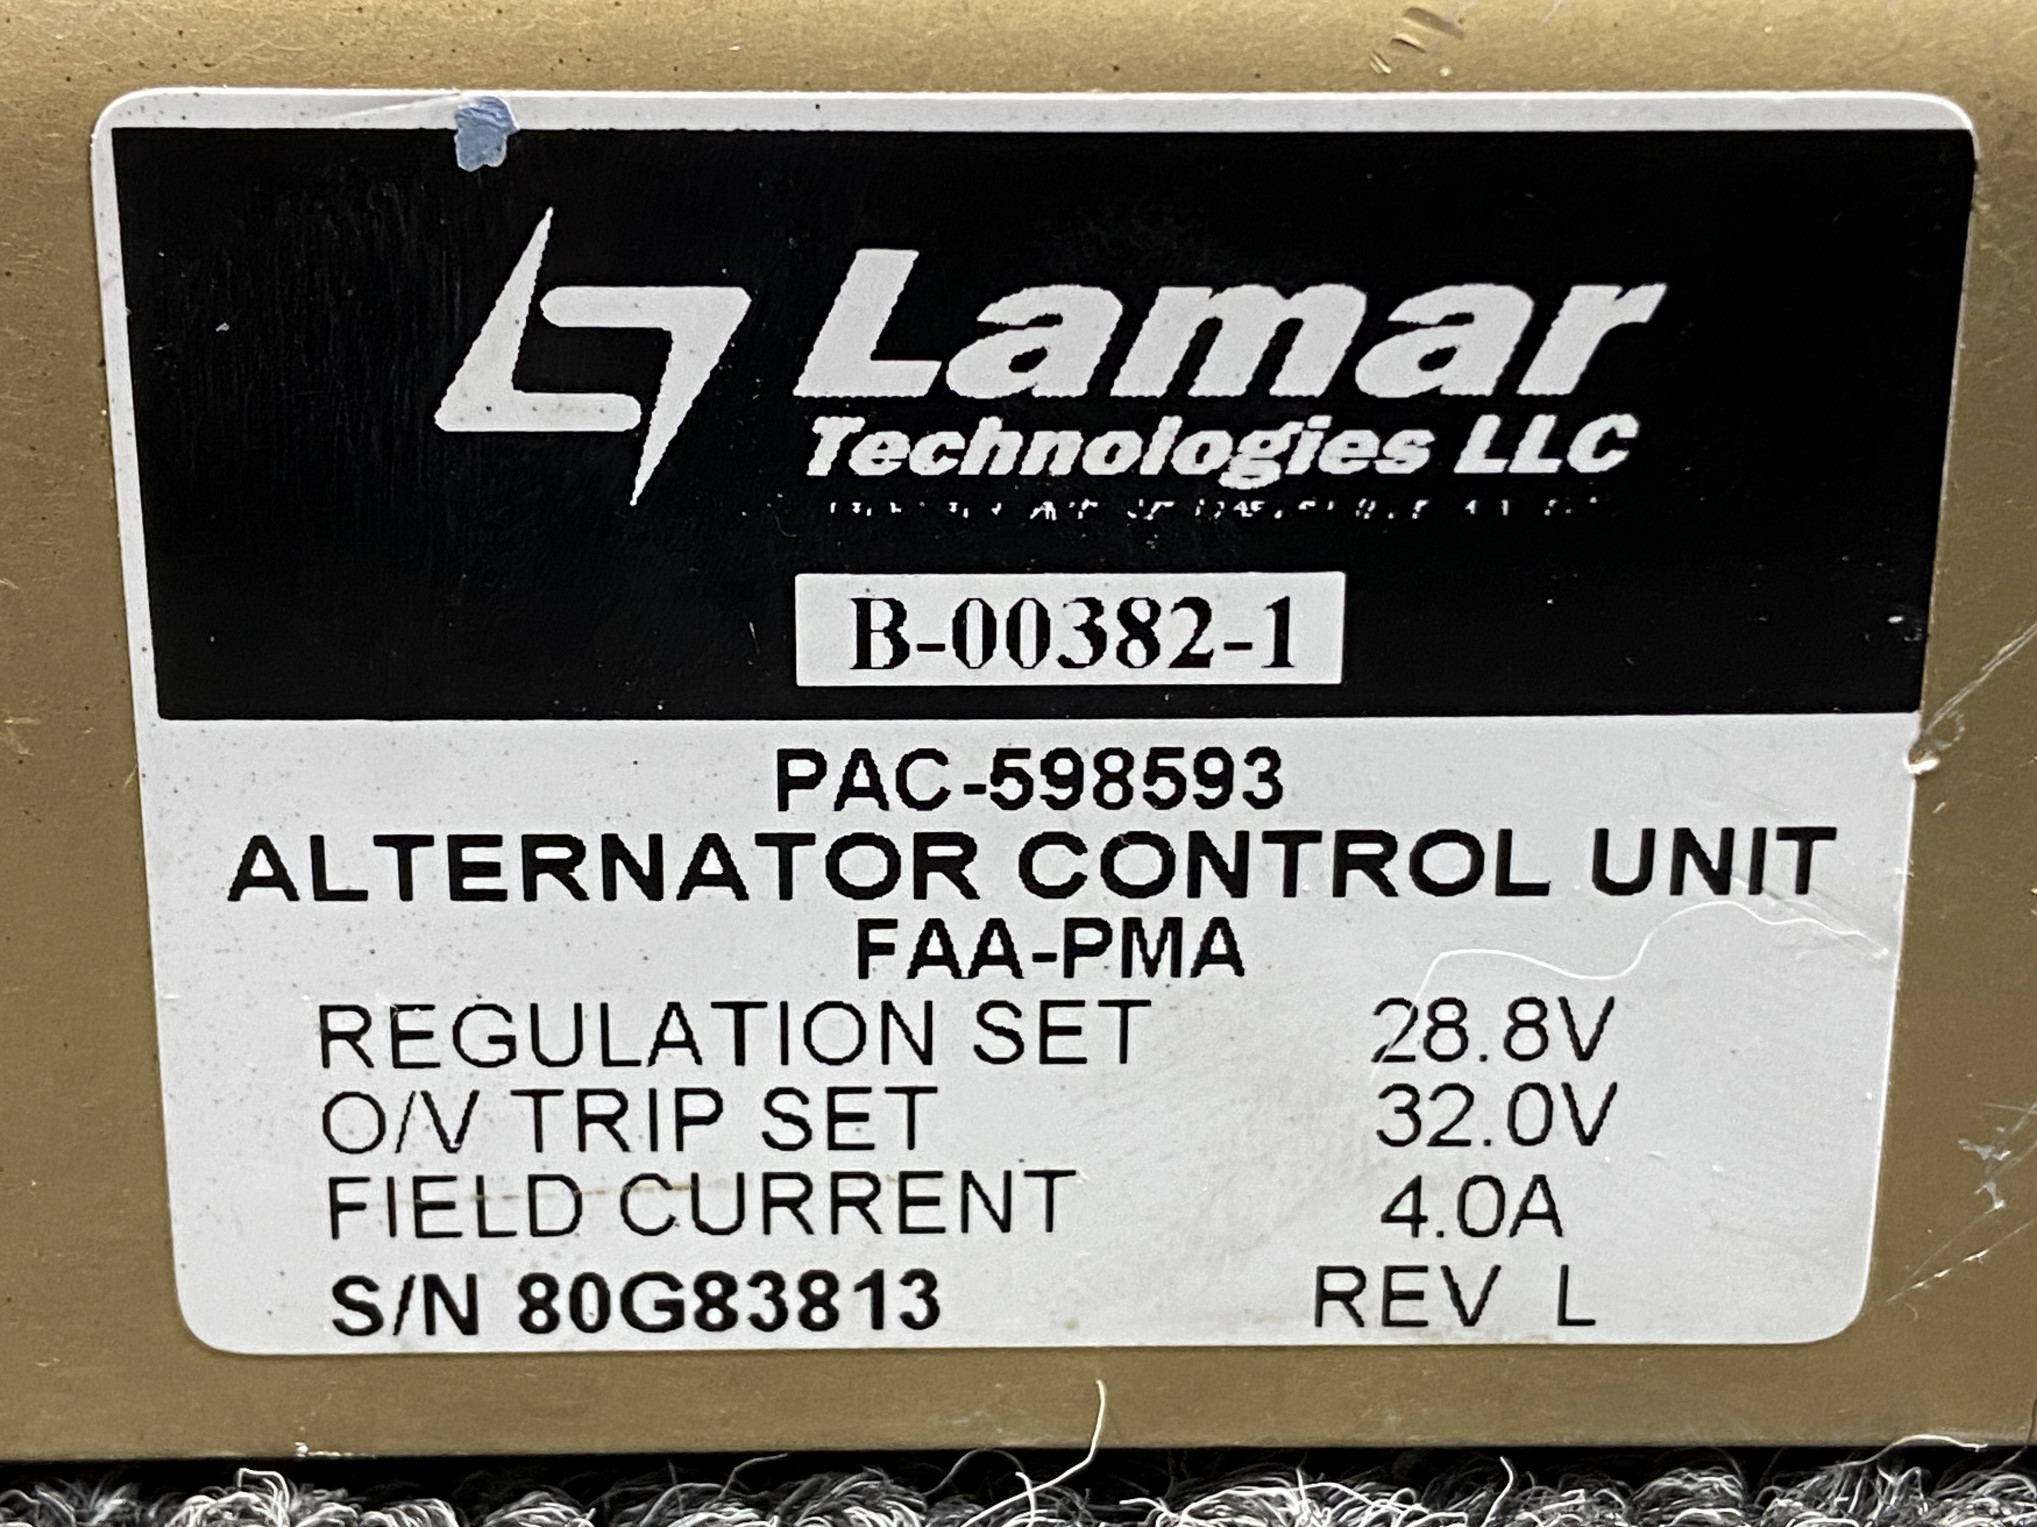 Lamar
Technologies LLC
B-00382-1
PAC-598593
ALTERNATOR CONTROL UNIT
FAA-PMA
REGULATION SET 28.8V
O/V TRIP SET 32.0V
FIELD CURRENT 4.0A
S/N 80G83813 REV L